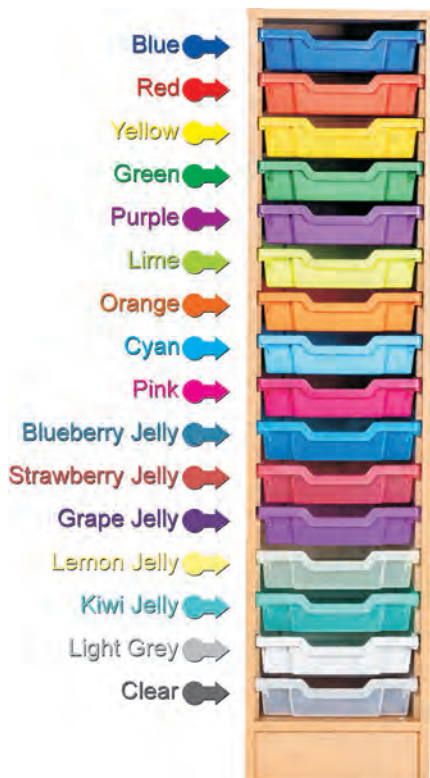 Blue
Red
Yellow
Green
Purple
Lime
Orange
Cyan
Pink
Blueberry Jelly
Strawberry Jelly
Grape Jelly
Lemon Jelly
Kiwi Jelly
Light Grey
Clear